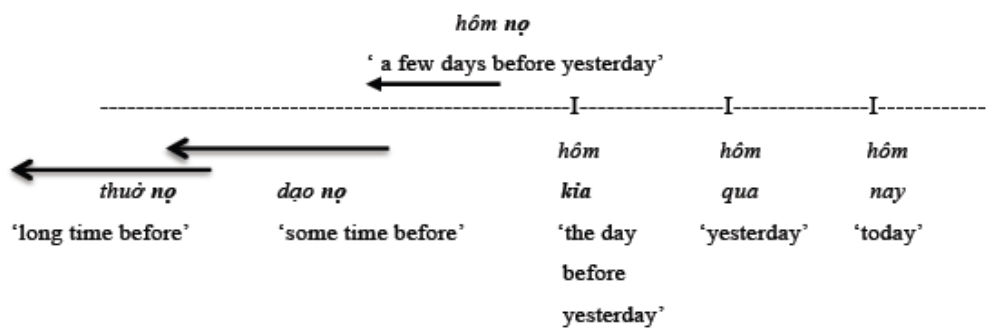 hôm nọ
‘ a few days before yesterday’
I I I
hôm hôm hôm
thuở nọ dạo nọ kia qua nay
‘long time before’ ‘some time before’ ‘the day ‘yesterday’ ‘today’
before
yesterday’